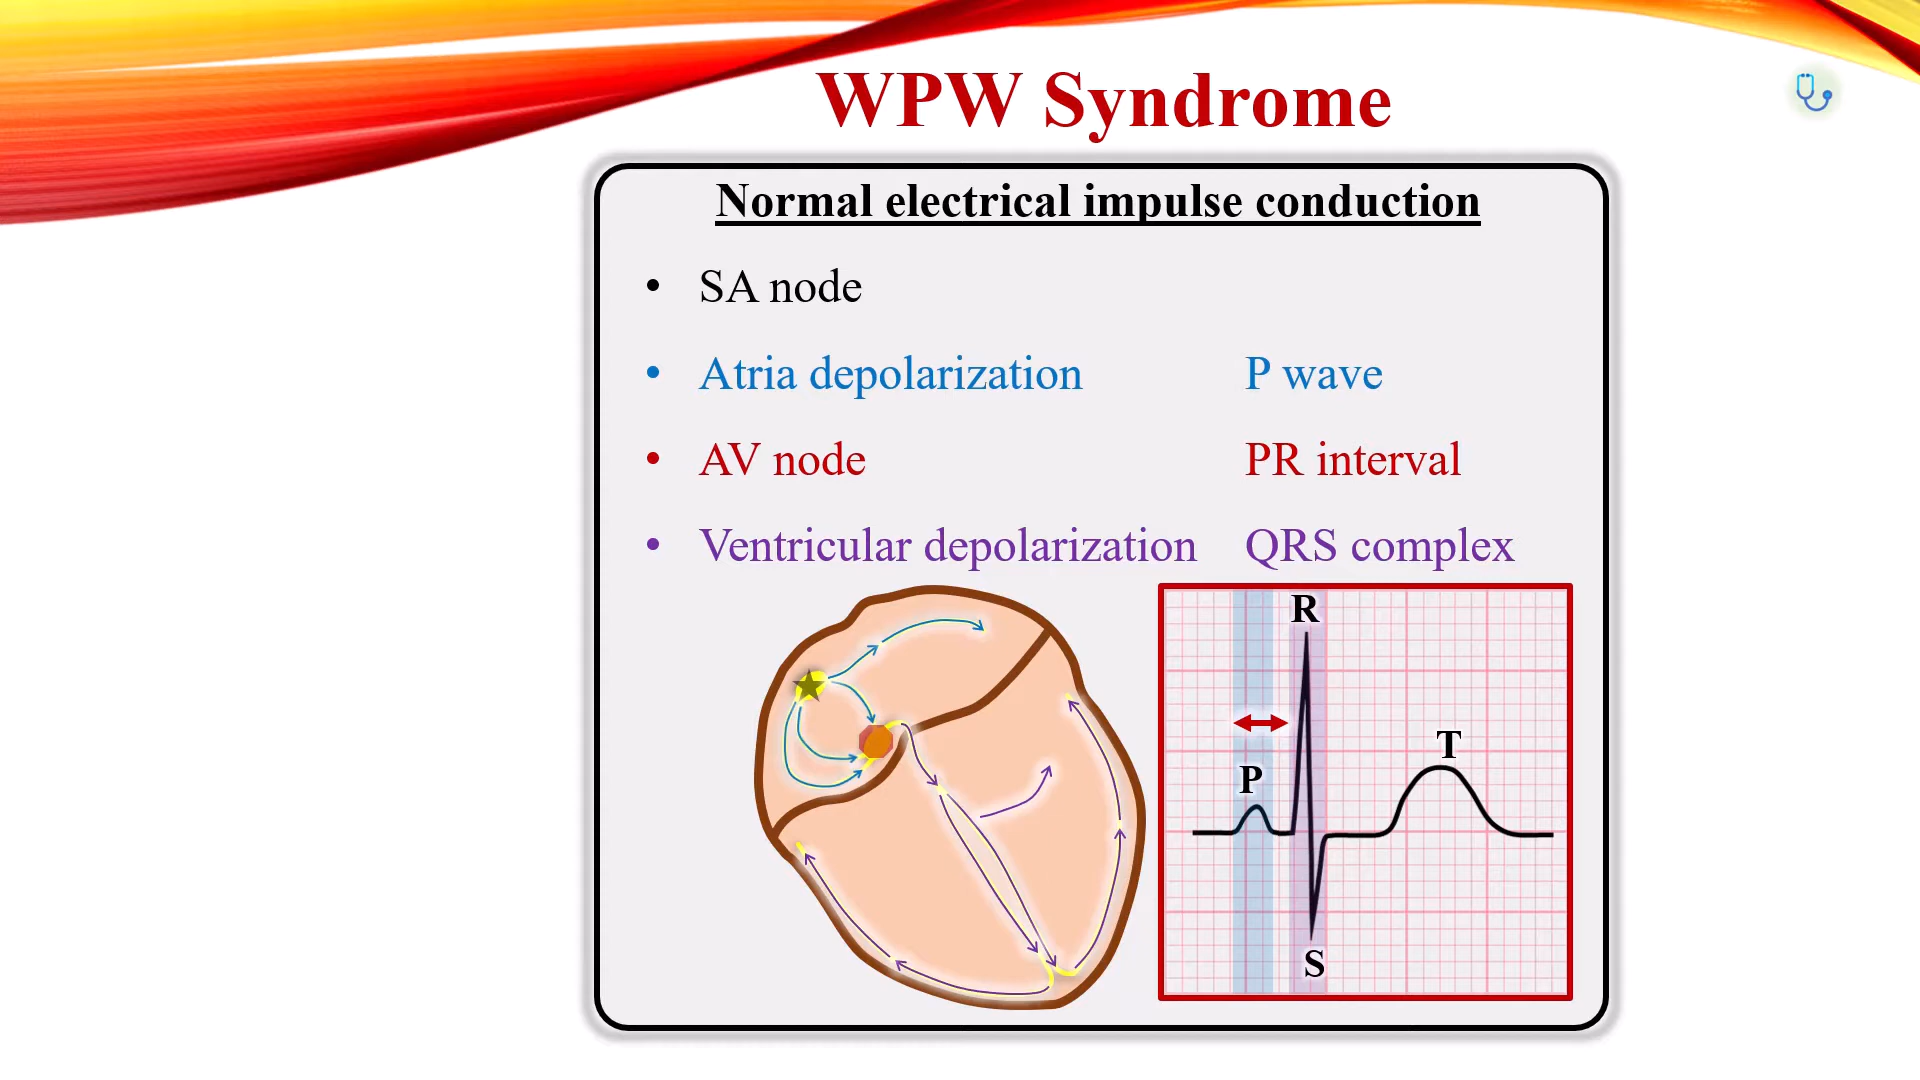 WPW Syndrome
Normal electrical impulse conduction
• SA node
• Atria depolarization P wave
• AV node PR interval
• Ventricular depolarization QRS complex
R
T
P
S